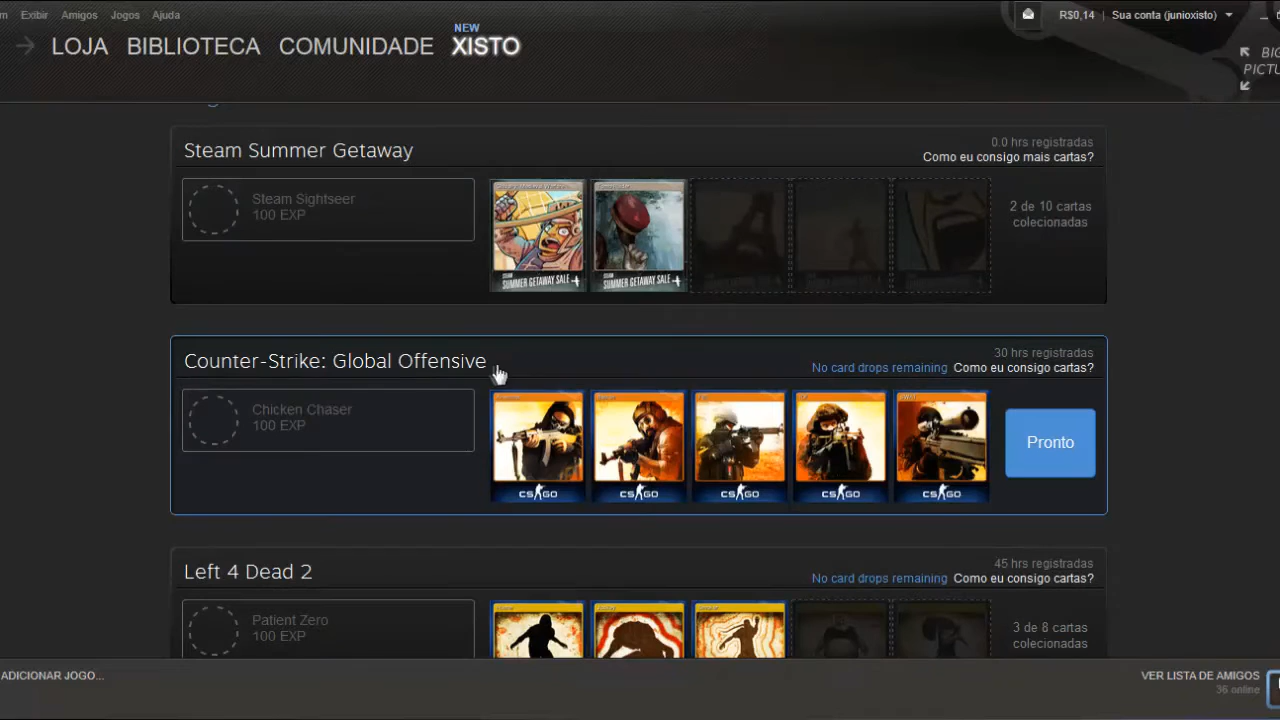 Exibir Amigos Jogos Ajuda
R$0,14 | Sua conta (junioxisto)
NEW
LOJA BIBLIOTECA COMUNIDADE XISTO
Steam Summer Getaway
0.0 hrs registradas
Como eu consigo mais cartas?
Steam Sightseer
100 EXP
2 de 10 cartas
colecionadas
STEAM
SUMMER GETAWAY SALE
STEAM
SUMMER GETAWAY SALE
Counter-Strike: Global Offensive
30 hrs registradas
No card drops remaining Como eu consigo cartas?
Chicken Chaser
100 EXP
Pronto
CS GO
CS GO
CS GO
CS GO
CS GO
Left 4 Dead 2
45 hrs registradas
No card drops remaining Como eu consigo cartas?
Patient Zero
100 EXP
3 de 8 cartas
colecionadas
ADICIONAR JOGO...
VER LISTA DE AMIGOS
36 online